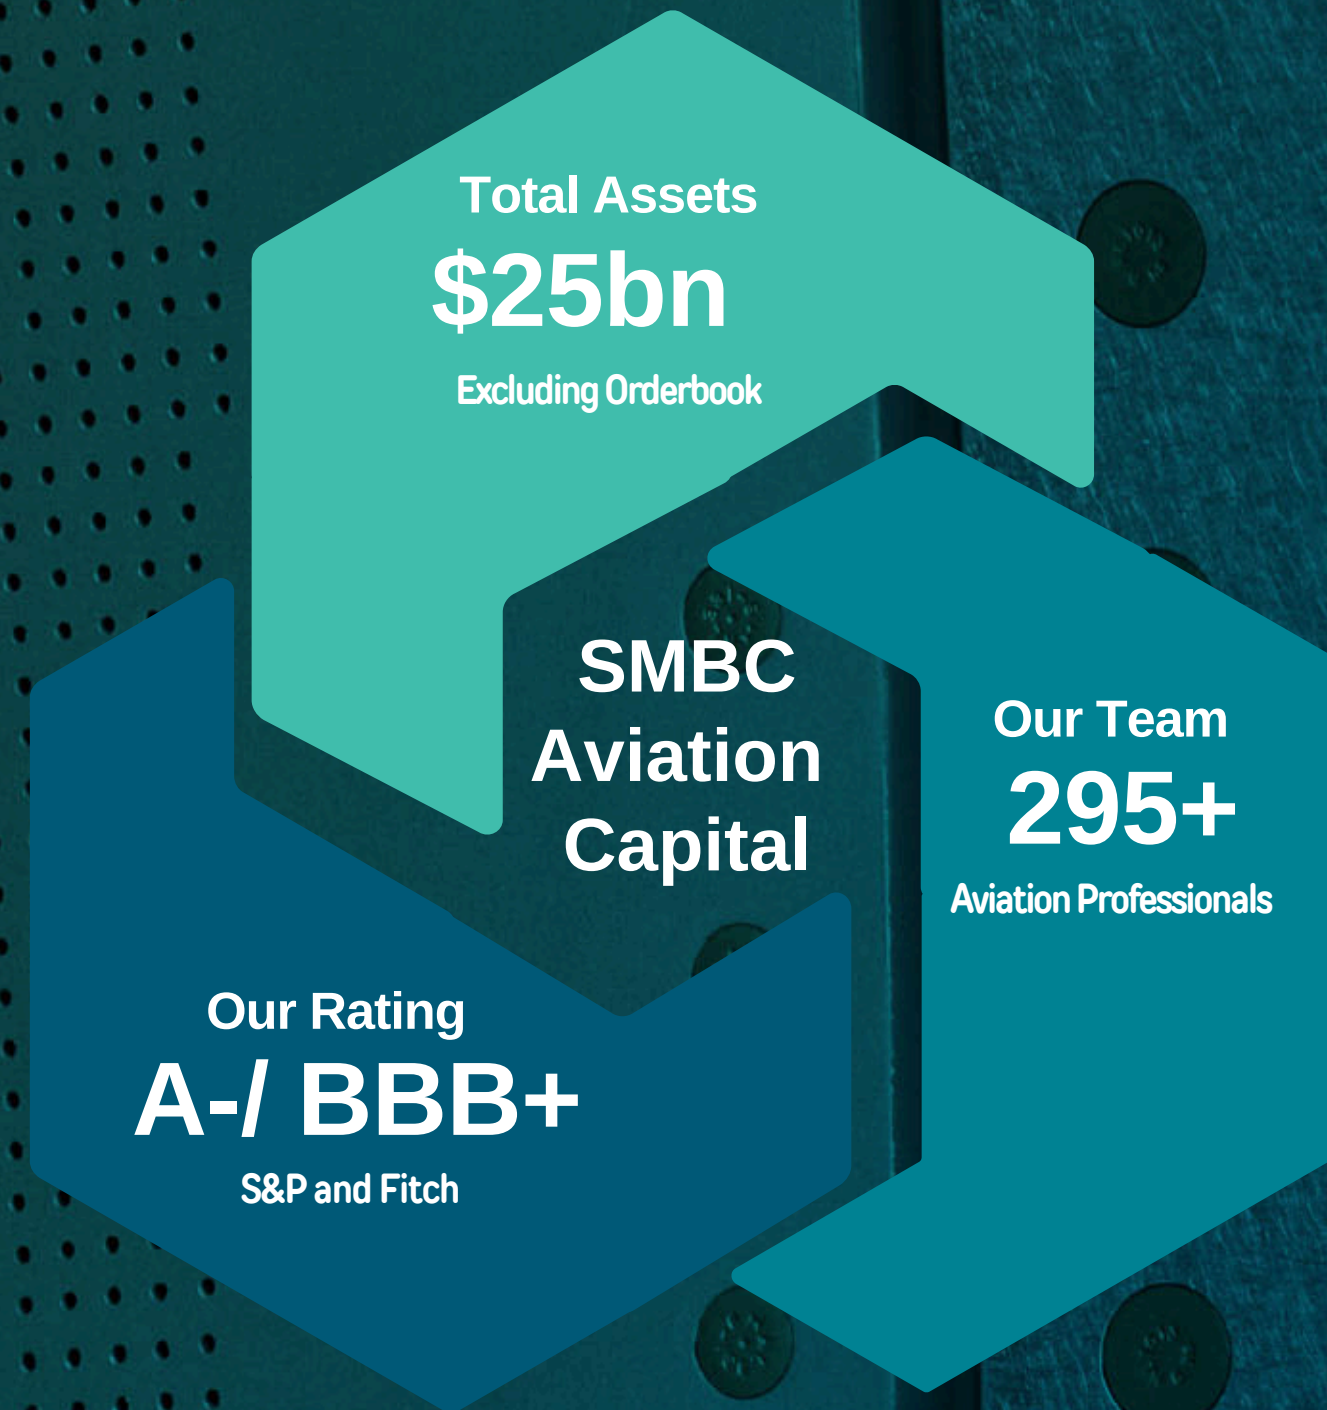 Total Assets
$25bn
Excluding Orderbook
SMBC
Aviation
Capital
Our Team
295+
Aviation Professionals
Our Rating
A-/ BBB+
S&P and Fitch